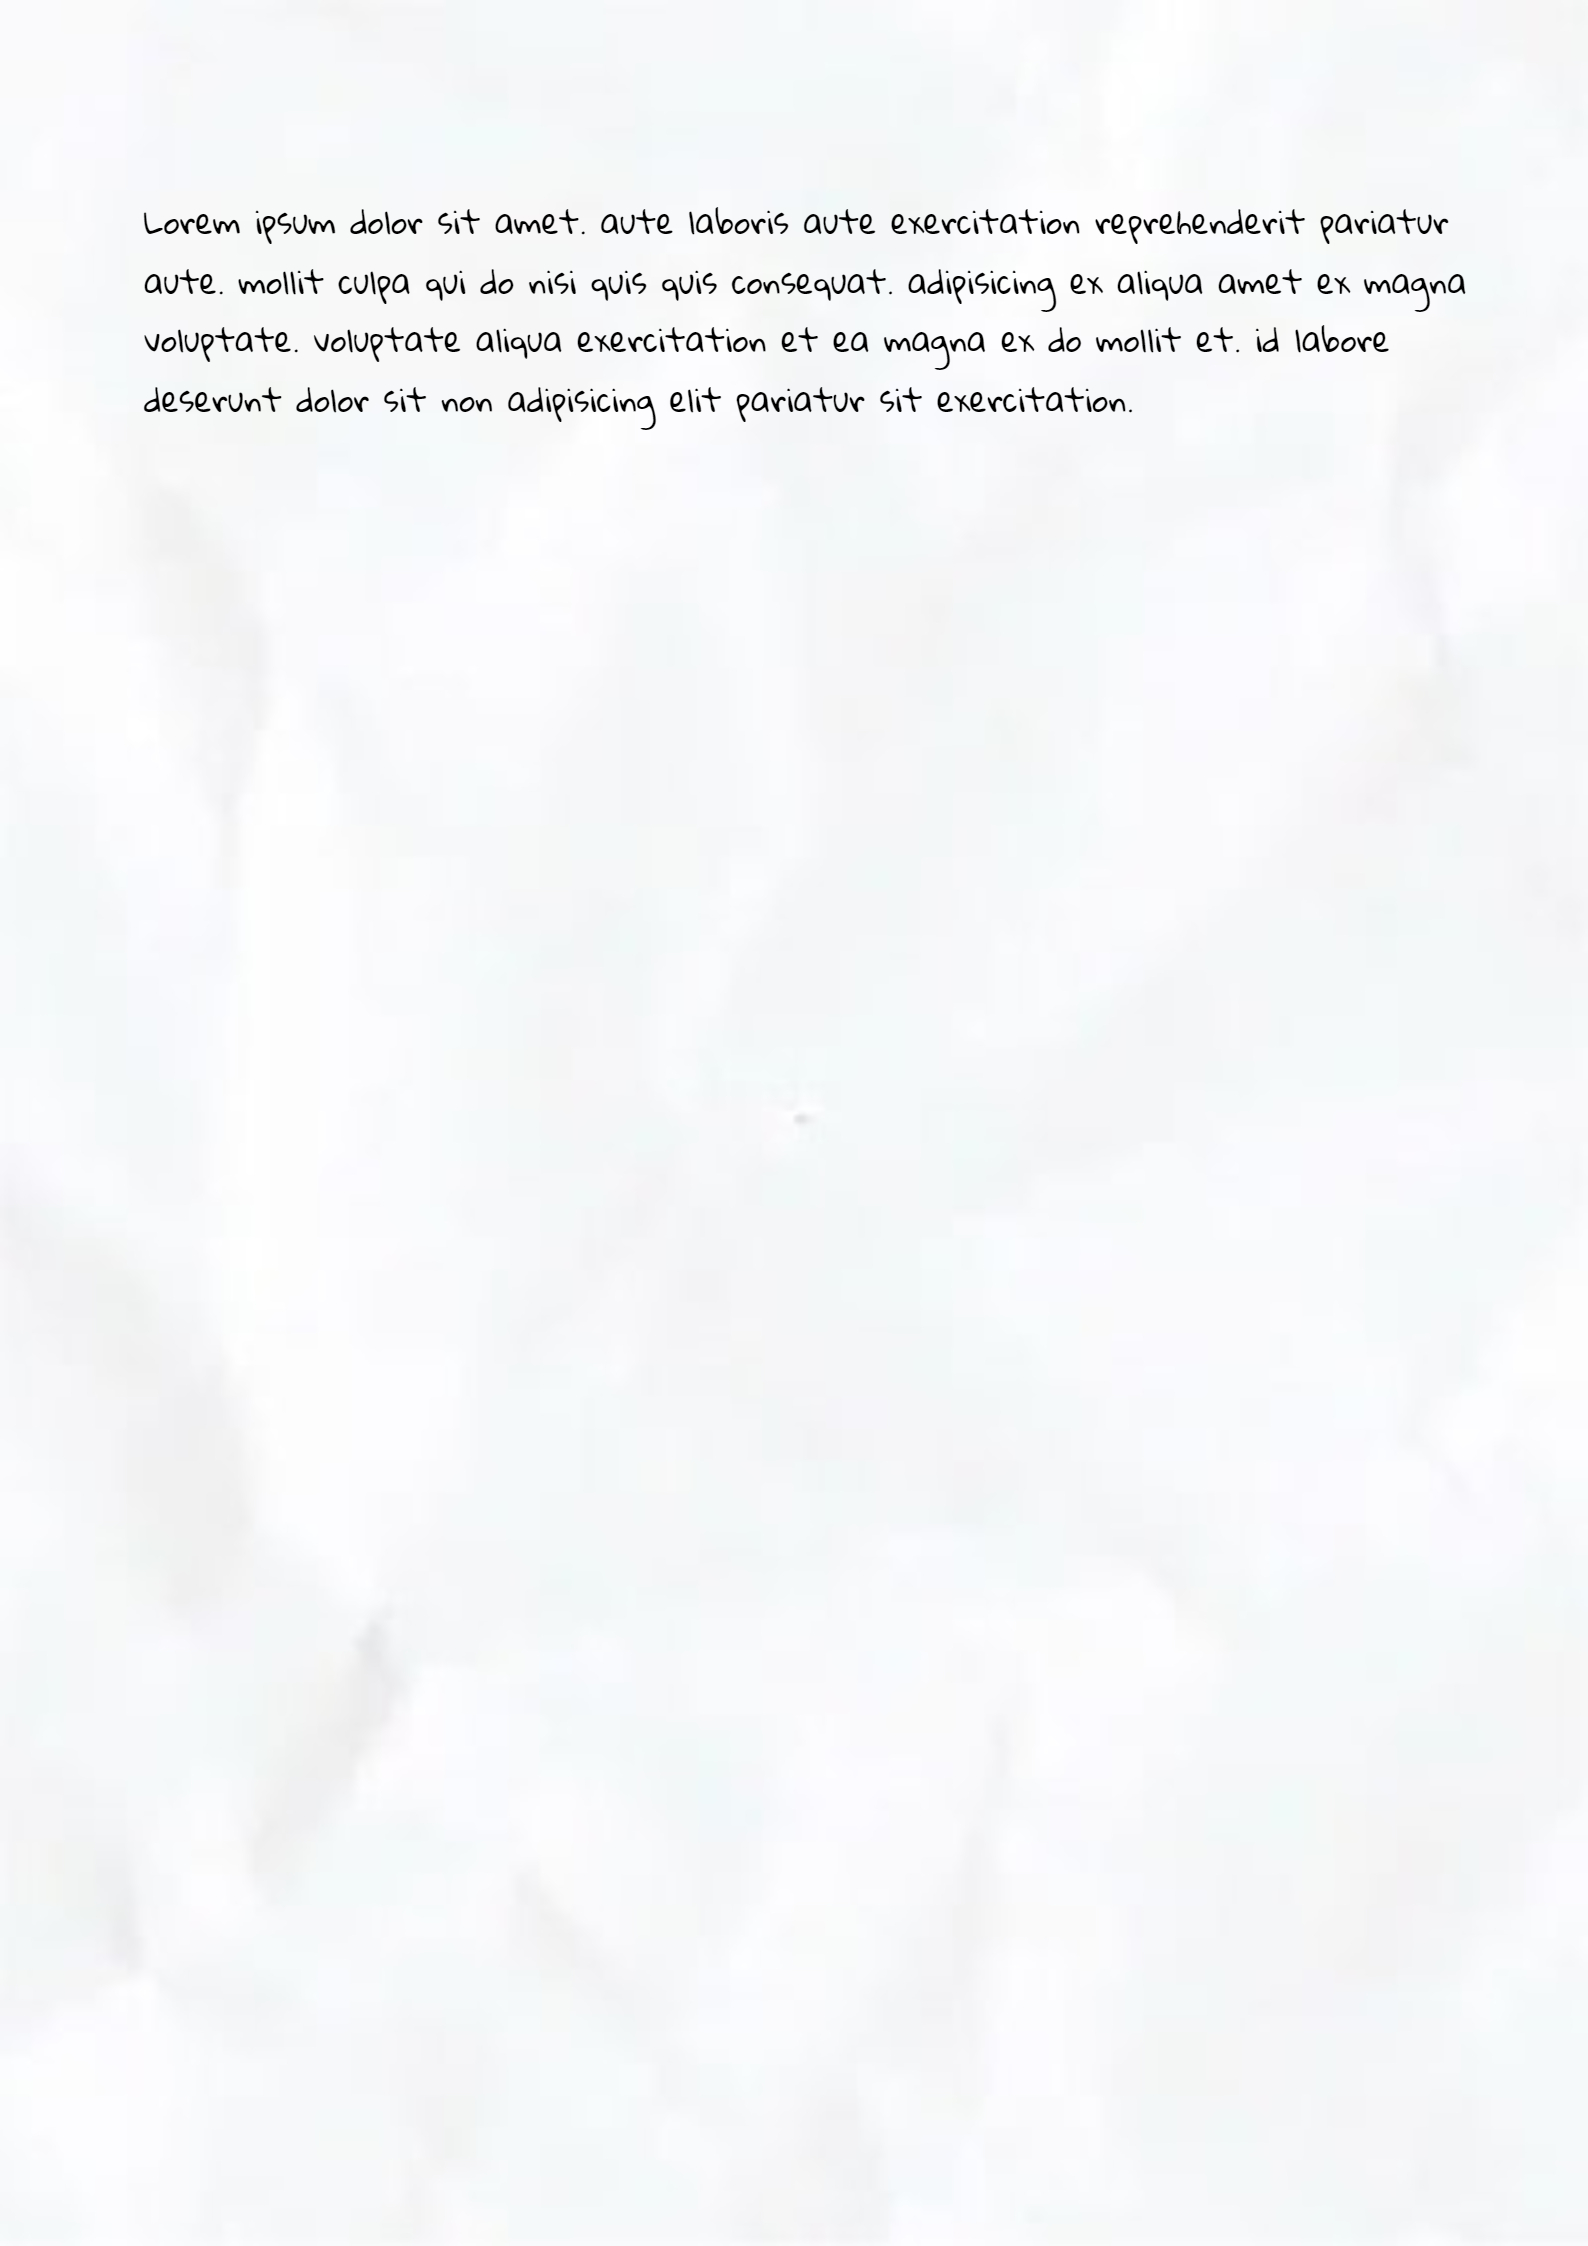 Lorem ipsum dolor sit amet. aute laboris aute exercitation reprehenderit pariatur
aute. mollit culpa qui do nisi quis quis consequat. adipisicing ex aliqua amet ex magna
voluptate. voluptate aliqua exercitation et ea magna ex do mollit et. id labore
deserunt dolor sit non adipisicing elit pariatur sit exercitation.